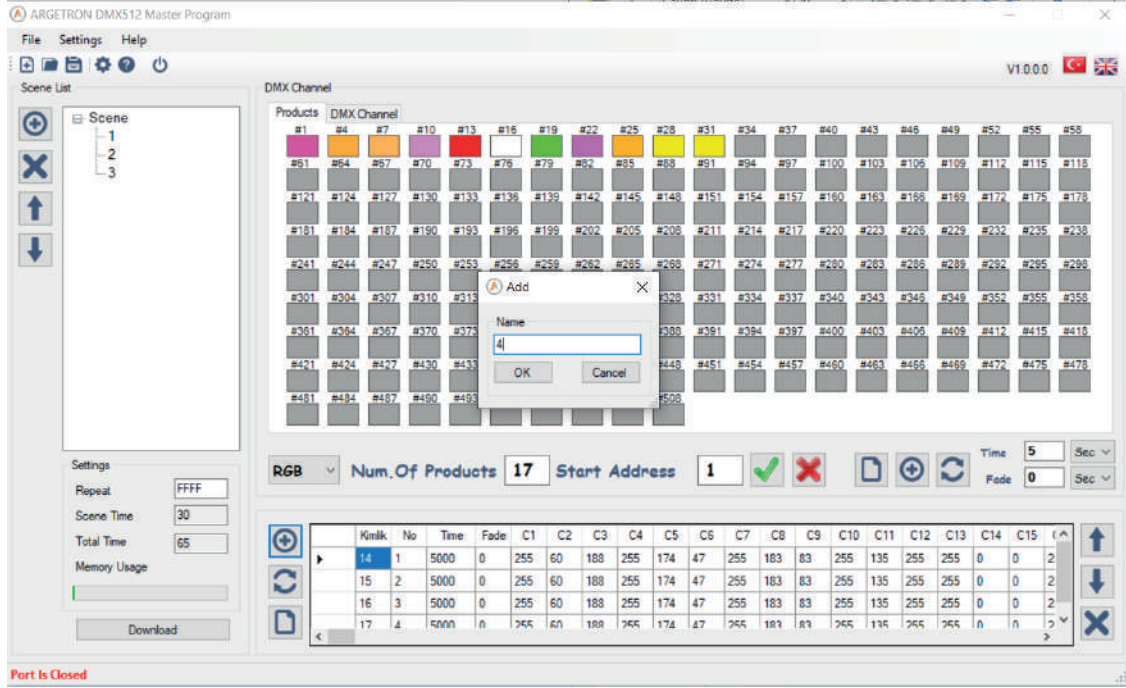 ARGETRON DMX512 Master Program
File Settings Help
V1.0.0.0
Scene List
DMX Channel
Scene
1
2
3
Products DMX Channel
#1 #4 #7 #10 #13 #16 #19 #22 #25 #28 #31 #34 #37 #40 #43 #46 #49 #52 #55 #58
#61 #64 #67 #70 #73 #76 #79 #82 #85 #88 #91 #94 #97 #100 #103 #106 #109 #112 #115 #118
#121 #124 #127 #130 #133 #136 #139 #142 #145 #148 #151 #154 #157 #160 #163 #166 #169 #172 #175 #178
#181 #184 #187 #190 #193 #196 #199 #202 #205 #208 #211 #214 #217 #220 #223 #226 #229 #232 #235 #238
#241 #244 #247 #250 #253 #256 #259 #262 #265 #268 #271 #274 #277 #280 #283 #286 #289 #292 #295 #298
#301 #304 #307 #310 #313 #328 #331 #334 #337 #340 #343 #346 #349 #352 #355 #358
#361 #364 #367 #370 #373 #388 #391 #394 #397 #400 #403 #406 #409 #412 #415 #418
#421 #424 #427 #430 #433 #448 #451 #454 #457 #460 #463 #466 #469 #472 #475 #478
#481 #484 #487 #490 #493 #508
Add
Name
4
OK Cancel
RGB Num.Of Products 17 Start Address 1
Time 5 Sec
Fade 0 Sec
Settings
Repeat FFFF
Scene Time 30
Total Time 65
Memory Usage
Download
Kimlik No Time Fade C1 C2 C3 C4 C5 C6 C7 C8 C9 C10 C11 C12 C13 C14 C15
14 1 5000 0 255 60 188 255 174 47 255 183 83 255 135 255 255 0 0 2
15 2 5000 0 255 60 188 255 174 47 255 183 83 255 135 255 255 0 0 2
16 3 5000 0 255 60 188 255 174 47 255 183 83 255 135 255 255 0 0 2
17 4 5000 0 255 60 188 255 174 47 255 183 83 255 135 255 255 0 0 2
Port Is Closed